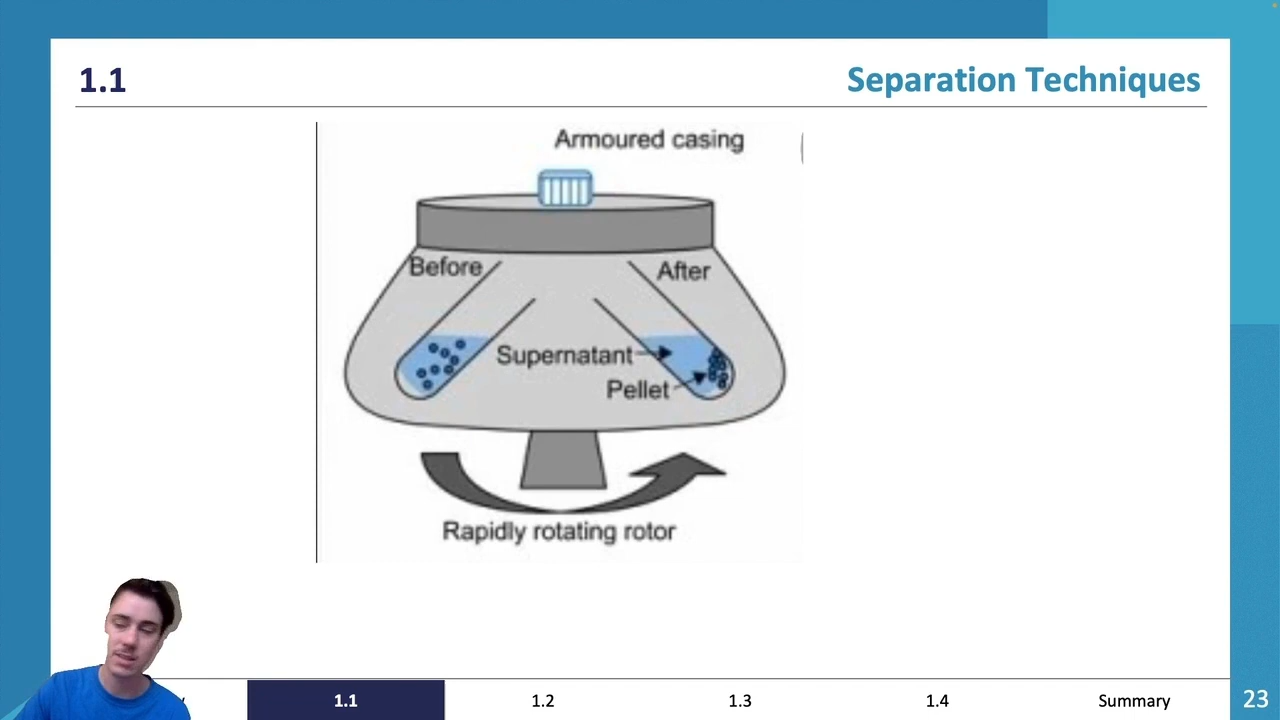 1.1
Separation Techniques
Armoured casing
Before
After
Supernatant
Pellet
Rapidly rotating rotor
1.1
1.2
1.3
1.4
Summary
23